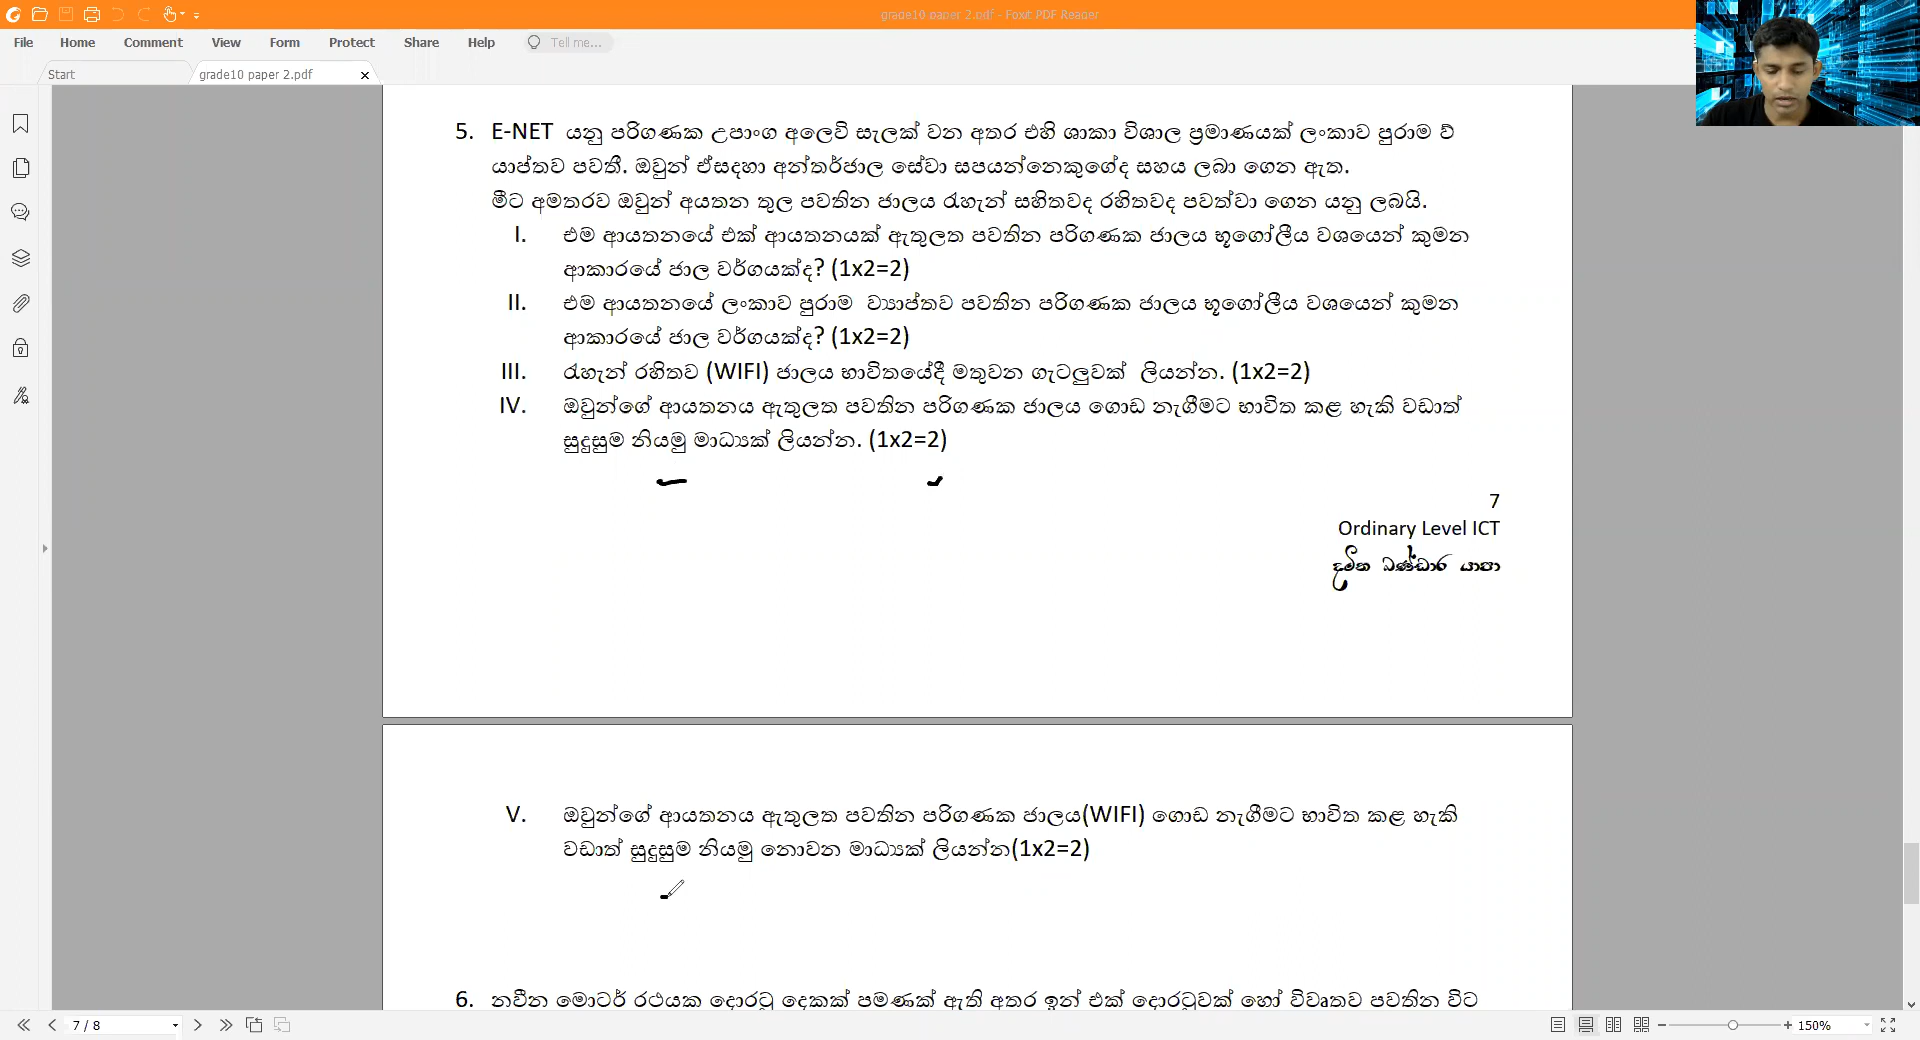 grade10 paper 2.pdf - Foxit PDF Reader
File Home Comment View Form Protect Share Help Tell me...
Start grade10 paper 2.pdf
5. E-NET යනු පරිගණක උපාංග අලෙවි සැලක් වන අතර එහි ශාකා විශාල ප්‍රමාණයක් ලංකාව පුරාම ව්
යාප්තව පවතී. ඔවුන් ඒසදහා අන්තර්ජාල සේවා සපයන්නෙකුගේද සහය ලබා ගෙන ඇත.
මීට අමතරව ඔවුන් අයතන තුල පවතින ජාලය රැහැන් සහිතවද රහිතවද පවත්වා ගෙන යනු ලබයි.
I. එම ආයතනයේ එක් ආයතනයක් ඇතුලත පවතින පරිගණක ජාලය භූගෝලීය වශයෙන් කුමන
ආකාරයේ ජාල වර්ගයක්ද? (1x2=2)
II. එම ආයතනයේ ලංකාව පුරාම ව්‍යාප්තව පවතින පරිගණක ජාලය භූගෝලීය වශයෙන් කුමන
ආකාරයේ ජාල වර්ගයක්ද? (1x2=2)
III. රැහැන් රහිතව (WIFI) ජාලය භාවිතයේදී මතුවන ගැටලුවක් ලියන්න. (1x2=2)
IV. ඔවුන්ගේ ආයතනය ඇතුලත පවතින පරිගණක ජාලය ගොඩ නැගීමට භාවිත කළ හැකි වඩාත්
සුදුසුම නියමු මාධ්‍යක් ලියන්න. (1x2=2)
7
Ordinary Level ICT
දමිත බණ්ඩාර යාපා
V. ඔවුන්ගේ ආයතනය ඇතුලත පවතින පරිගණක ජාලය(WIFI) ගොඩ නැගීමට භාවිත කළ හැකි
වඩාත් සුදුසුම නියමු නොවන මාධ්‍යක් ලියන්න(1x2=2)
6. නවීන මොටර් රථයක දොරටු දෙකක් පමණක් ඇති අතර ඉන් එක් දොරටුවක් හෝ විවෘතව පවතින විට
7 / 8 150%